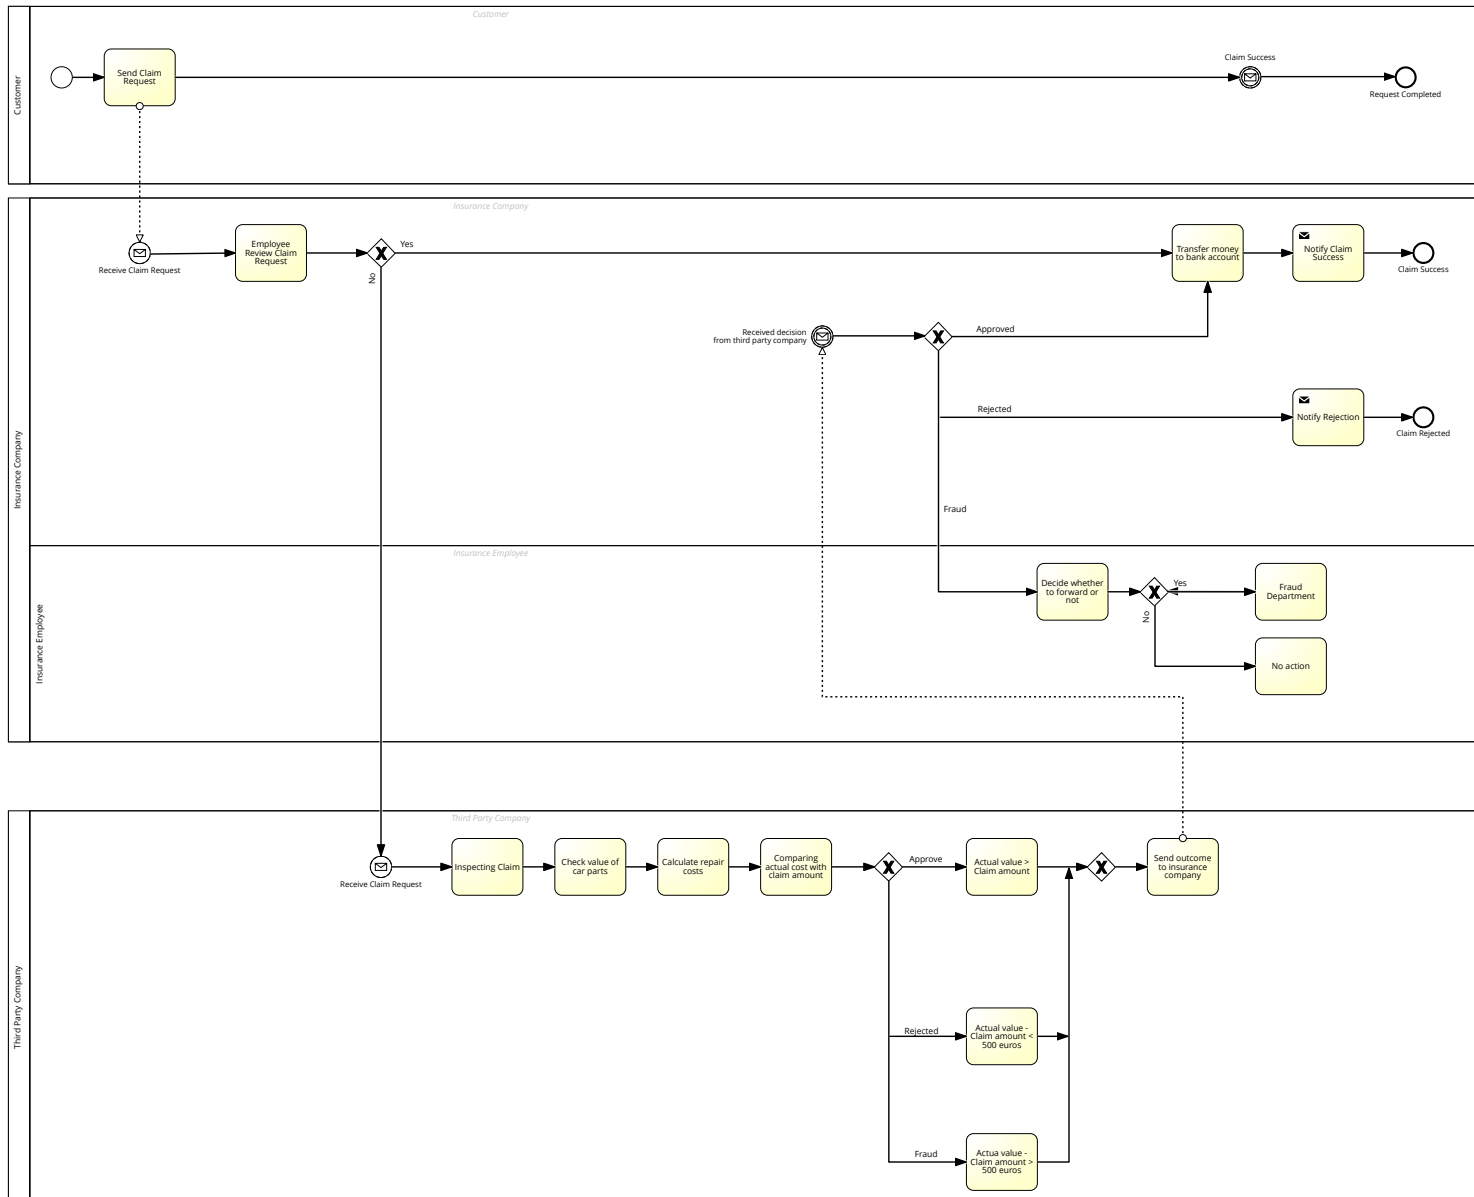 Customer
Customer
Send Claim
Request
Claim Success
Request Completed
Insurance Company
Insurance Company
Receive Claim Request
Employee
Review Claim
Request
Yes
No
Transfer money
to bank account
Notify Claim
Success
Claim Success
Received decision
from third party company
Approved
Rejected
Notify Rejection
Claim Rejected
Fraud
Insurance Employee
Insurance Employee
Decide whether
to forward or
not
Yes
No
Fraud
Department
No action
Third Party Company
Third Party Company
Receive Claim Request
Inspecting Claim
Check value of
car parts
Calculate repair
costs
Comparing
actual cost with
claim amount
Approve
Actual value >
Claim amount
Send outcome
to insurance
company
Rejected
Actual value -
Claim amount <
500 euros
Fraud
Actua value -
Claim amount >
500 euros